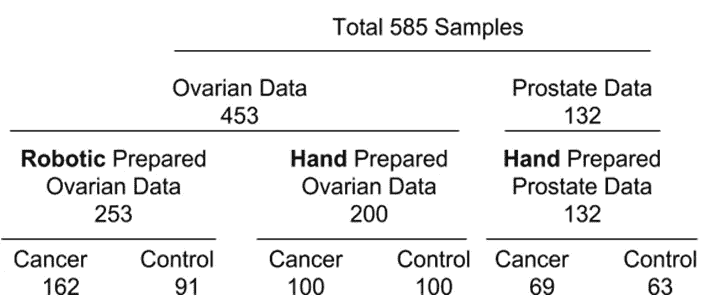 Total 585 Samples
Ovarian Data
453
Prostate Data
132
Robotic Prepared
Ovarian Data
253
Hand Prepared
Ovarian Data
200
Hand Prepared
Prostate Data
132
Cancer
162
Control
91
Cancer
100
Control
100
Cancer
69
Control
63